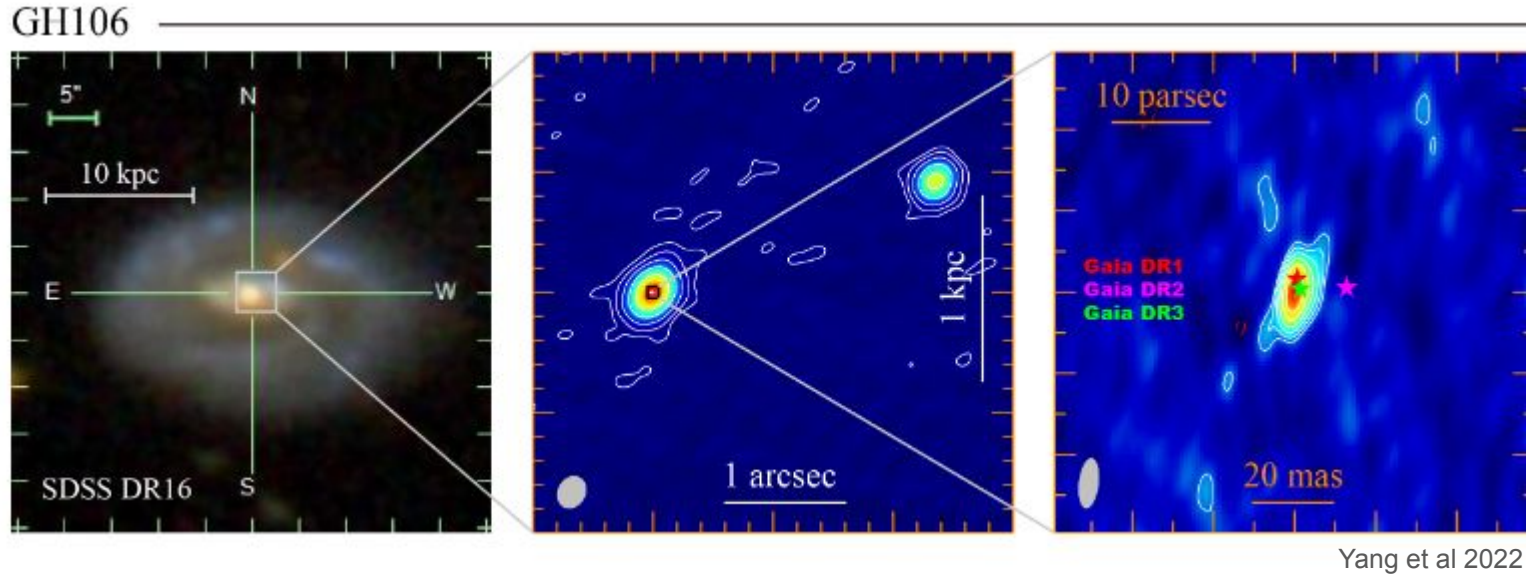 GH106
5"
N
10 kpc
E
W
SDSS DR16
S
1 kpc
1 arcsec
10 parsec
Gaia DR1
Gaia DR2
Gaia DR3
20 mas
Yang et al 2022